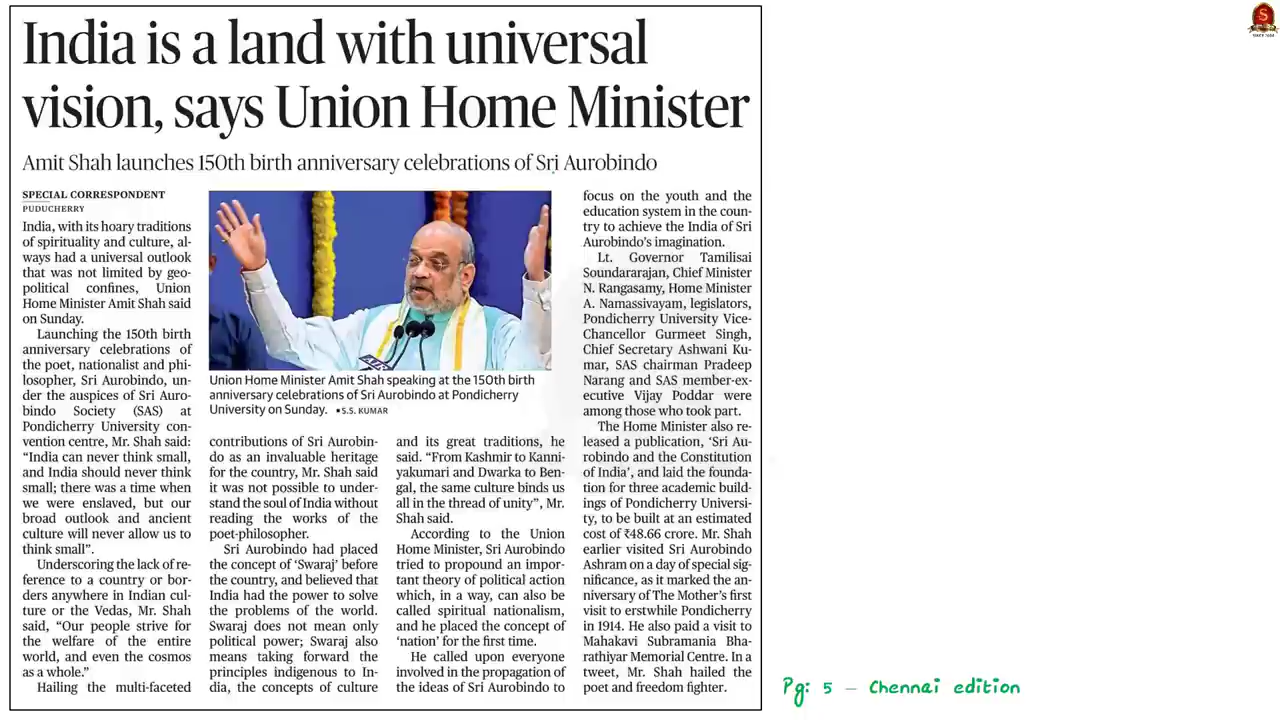 India is a land with universal
vision, says Union Home Minister
Amit Shah launches 150th birth anniversary celebrations of Sri Aurobindo
SPECIAL CORRESPONDENT
PUDUCHERRY
India, with its hoary traditions
of spirituality and culture, al-
ways had a universal outlook
that was not limited by geo-
political confines, Union
Home Minister Amit Shah said
on Sunday.
Launching the 150th birth
anniversary celebrations of
the poet, nationalist and phi-
losopher, Sri Aurobindo, un-
der the auspices of Sri Auro-
bindo Society (SAS) at
Pondicherry University con-
vention centre, Mr. Shah said:
“India can never think small,
and India should never think
small; there was a time when
we were enslaved, but our
broad outlook and ancient
culture will never allow us to
think small”.
Underscoring the lack of re-
ference to a country or bor-
ders anywhere in Indian cul-
ture or the Vedas, Mr. Shah
said, “Our people strive for
the welfare of the entire
world, and even the cosmos
as a whole.”
Hailing the multi-faceted
Union Home Minister Amit Shah speaking at the 150th birth
anniversary celebrations of Sri Aurobindo at Pondicherry
University on Sunday. ▪ S.S. KUMAR
contributions of Sri Aurobin-
do as an invaluable heritage
for the country, Mr. Shah said
it was not possible to under-
stand the soul of India without
reading the works of the
poet-philosopher.
Sri Aurobindo had placed
the concept of ‘Swaraj’ before
the country, and believed that
India had the power to solve
the problems of the world.
Swaraj does not mean only
political power; Swaraj also
means taking forward the
principles indigenous to In-
dia, the concepts of culture
and its great traditions, he
said. “From Kashmir to Kanni-
yakumari and Dwarka to Ben-
gal, the same culture binds us
all in the thread of unity”, Mr.
Shah said.
According to the Union
Home Minister, Sri Aurobindo
tried to propound an impor-
tant theory of political action
which, in a way, can also be
called spiritual nationalism,
and he placed the concept of
‘nation’ for the first time.
He called upon everyone
involved in the propagation of
the ideas of Sri Aurobindo to
focus on the youth and the
education system in the coun-
try to achieve the India of Sri
Aurobindo’s imagination.
Lt. Governor Tamilisai
Soundararajan, Chief Minister
N. Rangasamy, Home Minister
A. Namassivayam, legislators,
Pondicherry University Vice-
Chancellor Gurmeet Singh,
Chief Secretary Ashwani Ku-
mar, SAS chairman Pradeep
Narang and SAS member-ex-
ecutive Vijay Poddar were
among those who took part.
The Home Minister also re-
leased a publication, ‘Sri Au-
robindo and the Constitution
of India’, and laid the founda-
tion for three academic build-
ings of Pondicherry Universi-
ty, to be built at an estimated
cost of ₹48.66 crore. Mr. Shah
earlier visited Sri Aurobindo
Ashram on a day of special sig-
nificance, as it marked the an-
niversary of The Mother’s first
visit to erstwhile Pondicherry
in 1914. He also paid a visit to
Mahakavi Subramania Bha-
rathiyar Memorial Centre. In a
tweet, Mr. Shah hailed the
poet and freedom fighter.
Pg: 5 – Chennai edition